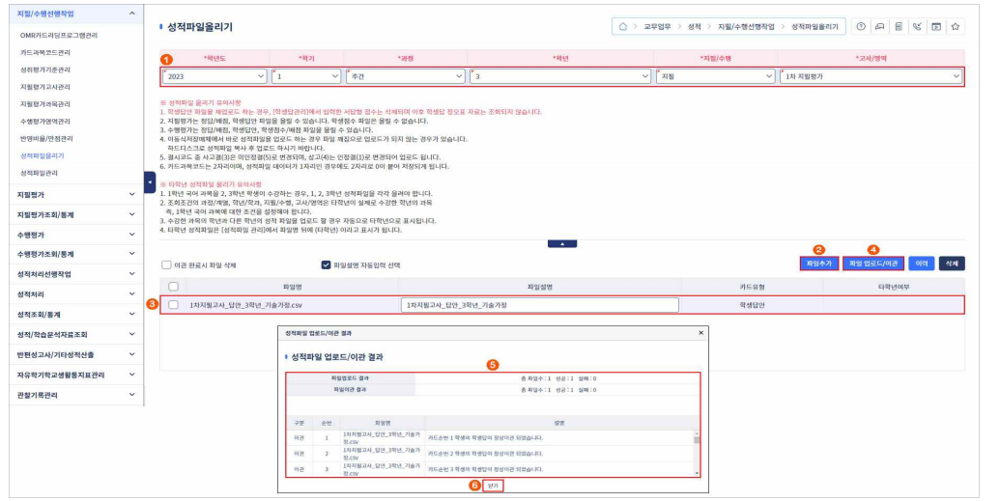 지필/수행선행작업
OMR카드리딩프로그램관리
카드과목코드관리
성취평가기준관리
지필평가고사관리
지필평가과목관리
수행평가영역관리
반영비율/만점관리
성적파일올리기
성적파일관리
지필평가
지필평가조회/통계
수행평가
수행평가조회/통계
성적처리선행작업
성적처리
성적조회/통계
성적/학습분석자료조회
반편성고사/기타성적산출
자유학기학교생활통지표관리
관찰기록관리
성적파일올리기
교무업무 > 성적 > 지필/수행선행작업 > 성적파일올리기
1
*학년도 *학기 *과정 *학년 *지필/수행 *고사/영역
2023 1 주간 3 지필 1차 지필평가
※ 성적파일 올리기 유의사항
1. 학생답안 파일을 재업로드 하는 경우, [학생답관리]에서 입력한 서답형 점수는 삭제되며 이후 학생답 정오표 자료는 조회되지 않습니다.
2. 지필평가는 정답/배점, 학생답안 파일을 올릴 수 있습니다. 학생점수 파일은 올릴 수 없습니다.
3. 수행평가는 정답/배점, 학생답안, 학생점수/배점 파일을 올릴 수 있습니다.
4. 이동식저장매체에서 바로 성적파일을 업로드 하는 경우 파일 깨짐으로 업로드가 되지 않는 경우가 있습니다.
하드디스크로 성적파일 복사 후 업로드 하시기 바랍니다.
5. 결시코드 중 사고결(3)은 미인정결(5)로 변경되며, 상고(4)는 인정결(1)로 변경되어 업로드 됩니다.
6. 카드과목코드는 2자리이며, 성적파일 데이터가 1자리인 경우에도 2자리로 0이 붙어 저장되게 됩니다.
※ 타학년 성적파일 올리기 유의사항
1. 1학년 국어 과목을 2, 3학년 학생이 수강하는 경우, 1, 2, 3학년 성적파일을 각각 올려야 합니다.
2. 조회조건의 과정/계열, 학년/학과, 지필/수행, 고사/영역은 타학년이 실제로 수강한 학년의 과목
즉, 1학년 국어 과목에 대한 조건을 설정해야 합니다.
3. 수강한 과목의 학년과 다른 학년의 성적 파일을 업로드 할 경우 자동으로 타학년으로 표시됩니다.
4. 타학년 성적파일은 [성적파일 관리]에서 파일명 뒤에 (타학년) 이라고 표시가 됩니다.
2 4
이관 완료시 파일 삭제 파일설명 자동입력 선택 파일추가 파일 업로드/이관 이력 삭제
파일명 파일설명 카드유형 타학년여부
3 1차지필고사_답안_3학년_기술가정.csv 1차지필고사_답안_3학년_기술가정 학생답안
성적파일 업로드/이관 결과 ×
성적파일 업로드/이관 결과
5
파일업로드 결과 총 파일수 : 1 성공 : 1 실패 : 0
파일이관 결과 총 파일수 : 1 성공 : 1 실패 : 0
구분 순번 파일명 설명
이관 1 1차지필고사_답안_3학년_기술가정.csv 카드순번 1 학생의 학생답이 정상이관 되었습니다.
이관 2 1차지필고사_답안_3학년_기술가정.csv 카드순번 2 학생의 학생답이 정상이관 되었습니다.
이관 3 1차지필고사_답안_3학년_기술가정.csv 카드순번 3 학생의 학생답이 정상이관 되었습니다.
6 닫기